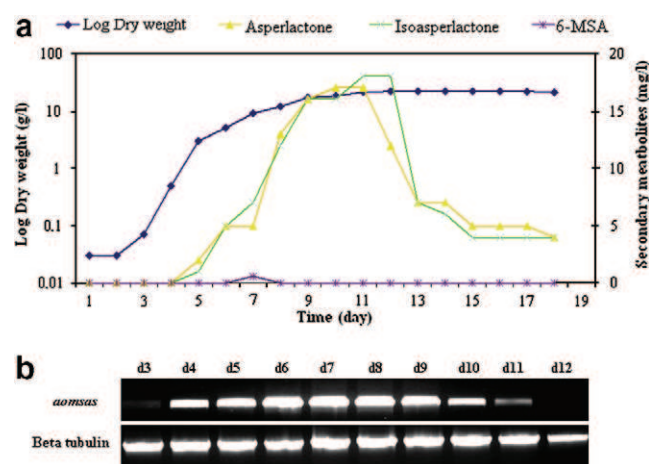 a
Log Dry weight Asperlactone Isoasperlactone 6-MSA
Log Dry weight (g/l)
100
10
1
0.1
0.01
Secondary meatbolites (mg/l)
20
15
10
5
0
1 3 5 7 9 11 13 15 17 19
Time (day)
b
d3 d4 d5 d6 d7 d8 d9 d10 d11 d12
aomsas
Beta tubulin